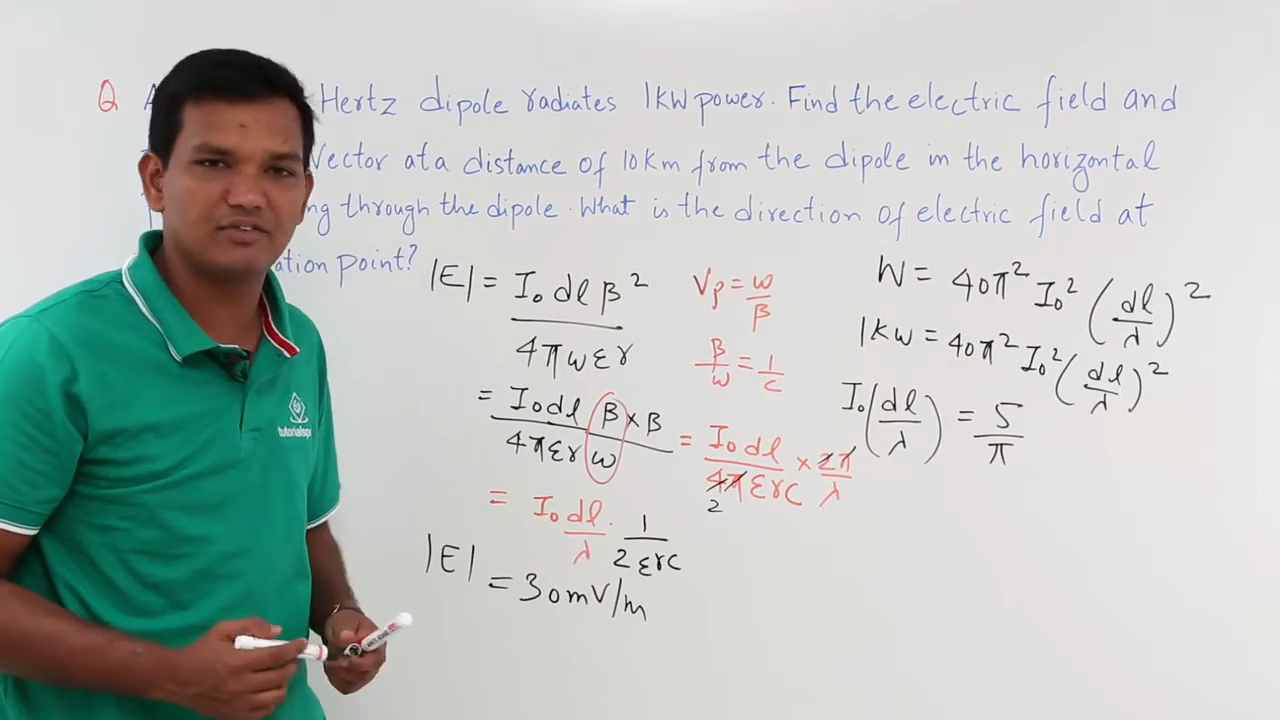 Q Hertz dipole radiates 1KW power. Find the electric field and
Vector at a distance of 10Km from the dipole in the horizontal
through the dipole. What is the direction of electric field at
point?
|E| = I₀ dl β² / 4πωεr
= I₀dl β×β / 4πεr ω
= I₀dl / 4πεrc × 2π / λ
2
= I₀dl / λ · 1 / 2εrc
|E| = 30mV/m
Vp = ω / β
β / ω = 1 / c
W = 40π² I₀² (dl / λ)²
1KW = 40π² I₀² (dl / λ)²
I₀(dl / λ) = 5 / π